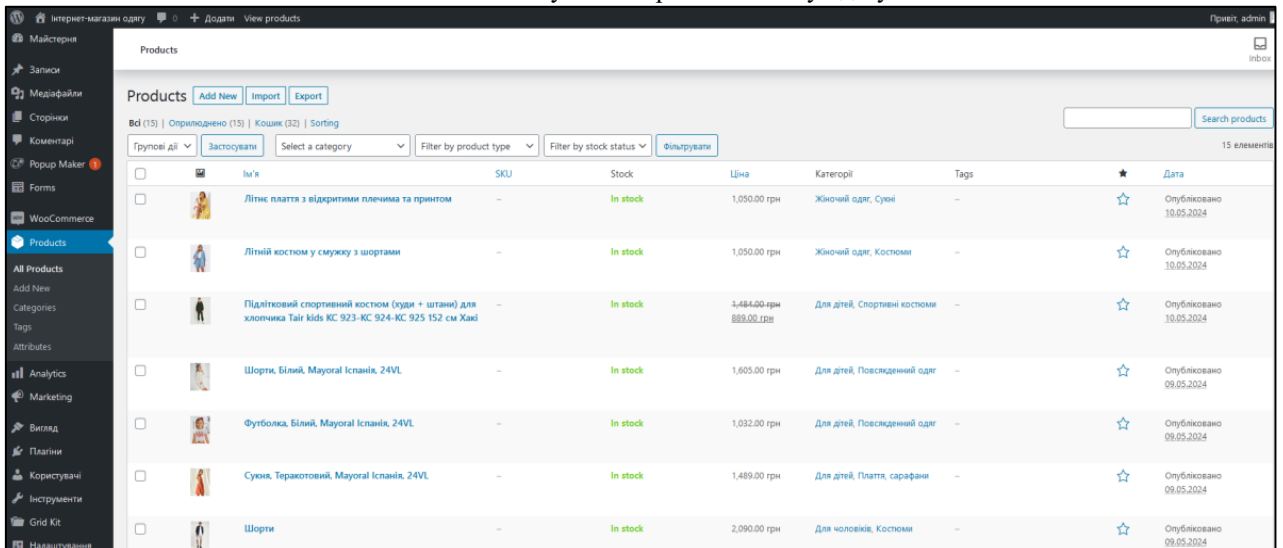 Інтернет-магазин одягу 0 + Додати View products Привіт, admin
Майстерня
Записи
Медіафайли
Сторінки
Коментарі
Popup Maker 1
Forms
WooCommerce
Products
All Products
Add New
Categories
Tags
Attributes
Analytics
Marketing
Вигляд
Плагіни
Користувачі
Інструменти
Grid Kit
Налаштування
Products
Inbox
Products Add New Import Export
Всі (15) | Оприлюднено (15) | Кошик (32) | Sorting
Search products
Групові дії Застосувати Select a category Filter by product type Filter by stock status Фільтрувати
15 елементів
Ім'я SKU Stock Ціна Категорії Tags Дата
Літнє плаття з відкритими плечима та принтом – In stock 1,050.00 грн Жіночий одяг, Сукні – Опубліковано
10.05.2024
Літній костюм у смужку з шортами – In stock 1,050.00 грн Жіночий одяг, Костюми – Опубліковано
10.05.2024
Підлітковий спортивний костюм (худи + штани) для – In stock 1,484.00 грн Для дітей, Спортивні костюми – Опубліковано
хлопчика Tair kids КС 923-КС 924-КС 925 152 см Хакі 889.00 грн 10.05.2024
Шорти, Білий, Mayoral Іспанія, 24VL – In stock 1,605.00 грн Для дітей, Повсякденний одяг – Опубліковано
09.05.2024
Футболка, Білий, Mayoral Іспанія, 24VL – In stock 1,032.00 грн Для дітей, Повсякденний одяг – Опубліковано
09.05.2024
Сукня, Теракотовий, Mayoral Іспанія, 24VL – In stock 1,489.00 грн Для дітей, Плаття, сарафани – Опубліковано
09.05.2024
Шорти – In stock 2,090.00 грн Для чоловіків, Костюми – Опубліковано
09.05.2024